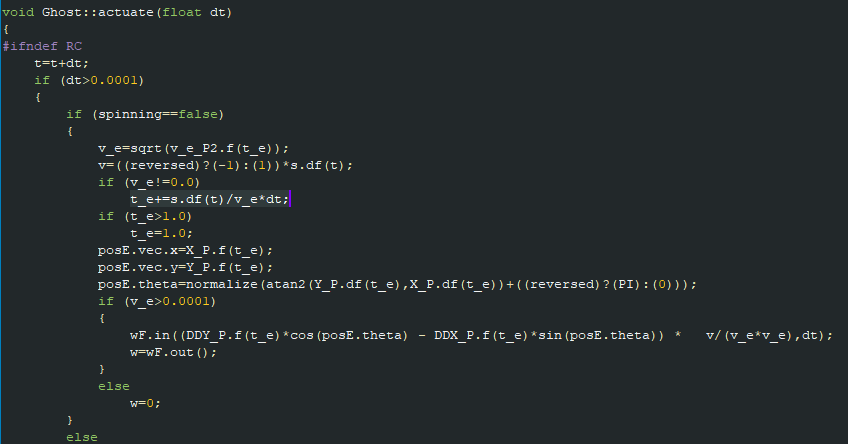 void Ghost::actuate(float dt)
{
#ifndef RC
    t=t+dt;
    if (dt>0.0001)
    {
        if (spinning==false)
        {
            v_e=sqrt(v_e_P2.f(t_e));
            v=((reversed)?(-1):(1))*s.df(t);
            if (v_e!=0.0)
                t_e+=s.df(t)/v_e*dt;
            if (t_e>1.0)
                t_e=1.0;
            posE.vec.x=X_P.f(t_e);
            posE.vec.y=Y_P.f(t_e);
            posE.theta=normalize(atan2(Y_P.df(t_e),X_P.df(t_e))+((reversed)?(PI):(0)));
            if (v_e>0.0001)
            {
                wF.in((DDY_P.f(t_e)*cos(posE.theta) - DDX_P.f(t_e)*sin(posE.theta)) *   v/(v_e*v_e),dt);
                w=wF.out();
            }
            else
                w=0;
        }
        else